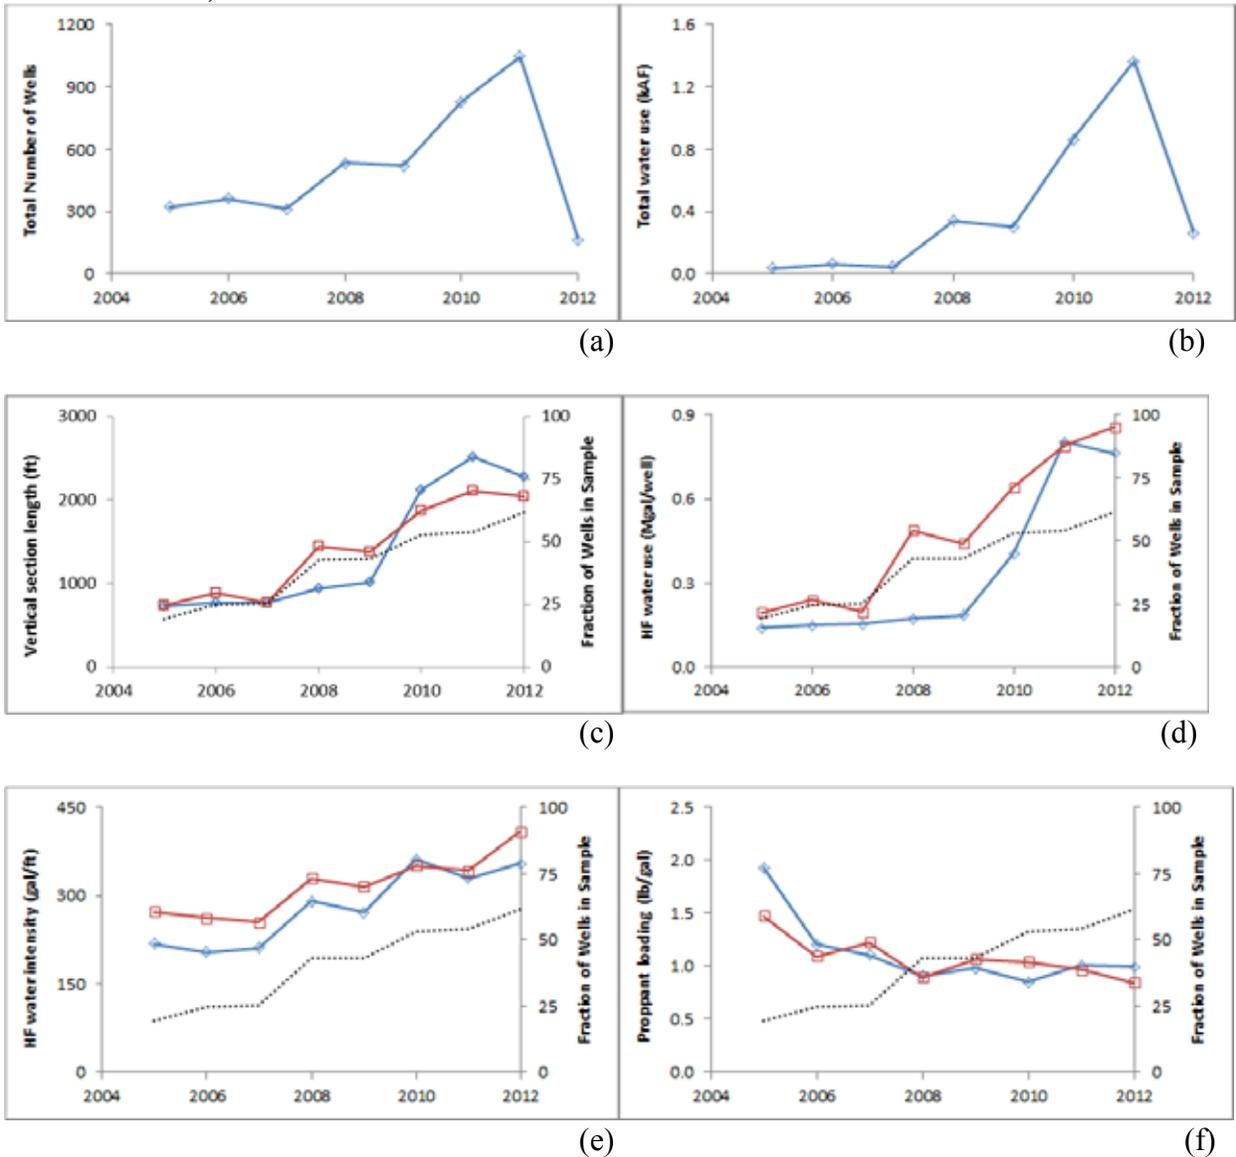 Total Number of Wells
1200
900
600
300
0
2004 2006 2008 2010 2012
(a)
Total water use (kAF)
1.6
1.2
0.8
0.4
0.0
2004 2006 2008 2010 2012
(b)
Vertical section length (ft)
3000
2000
1000
0
2004 2006 2008 2010 2012
100
75
50
25
0
Fraction of Wells in Sample
(c)
HF water use (Mgal/well)
0.9
0.6
0.3
0.0
2004 2006 2008 2010 2012
100
75
50
25
0
Fraction of Wells in Sample
(d)
HF water intensity (gal/ft)
450
300
150
0
2004 2006 2008 2010 2012
100
75
50
25
0
Fraction of Wells in Sample
(e)
Proppant loading (lb/gal)
2.5
2.0
1.5
1.0
0.5
0.0
2004 2006 2008 2010 2012
100
75
50
25
0
Fraction of Wells in Sample
(f)